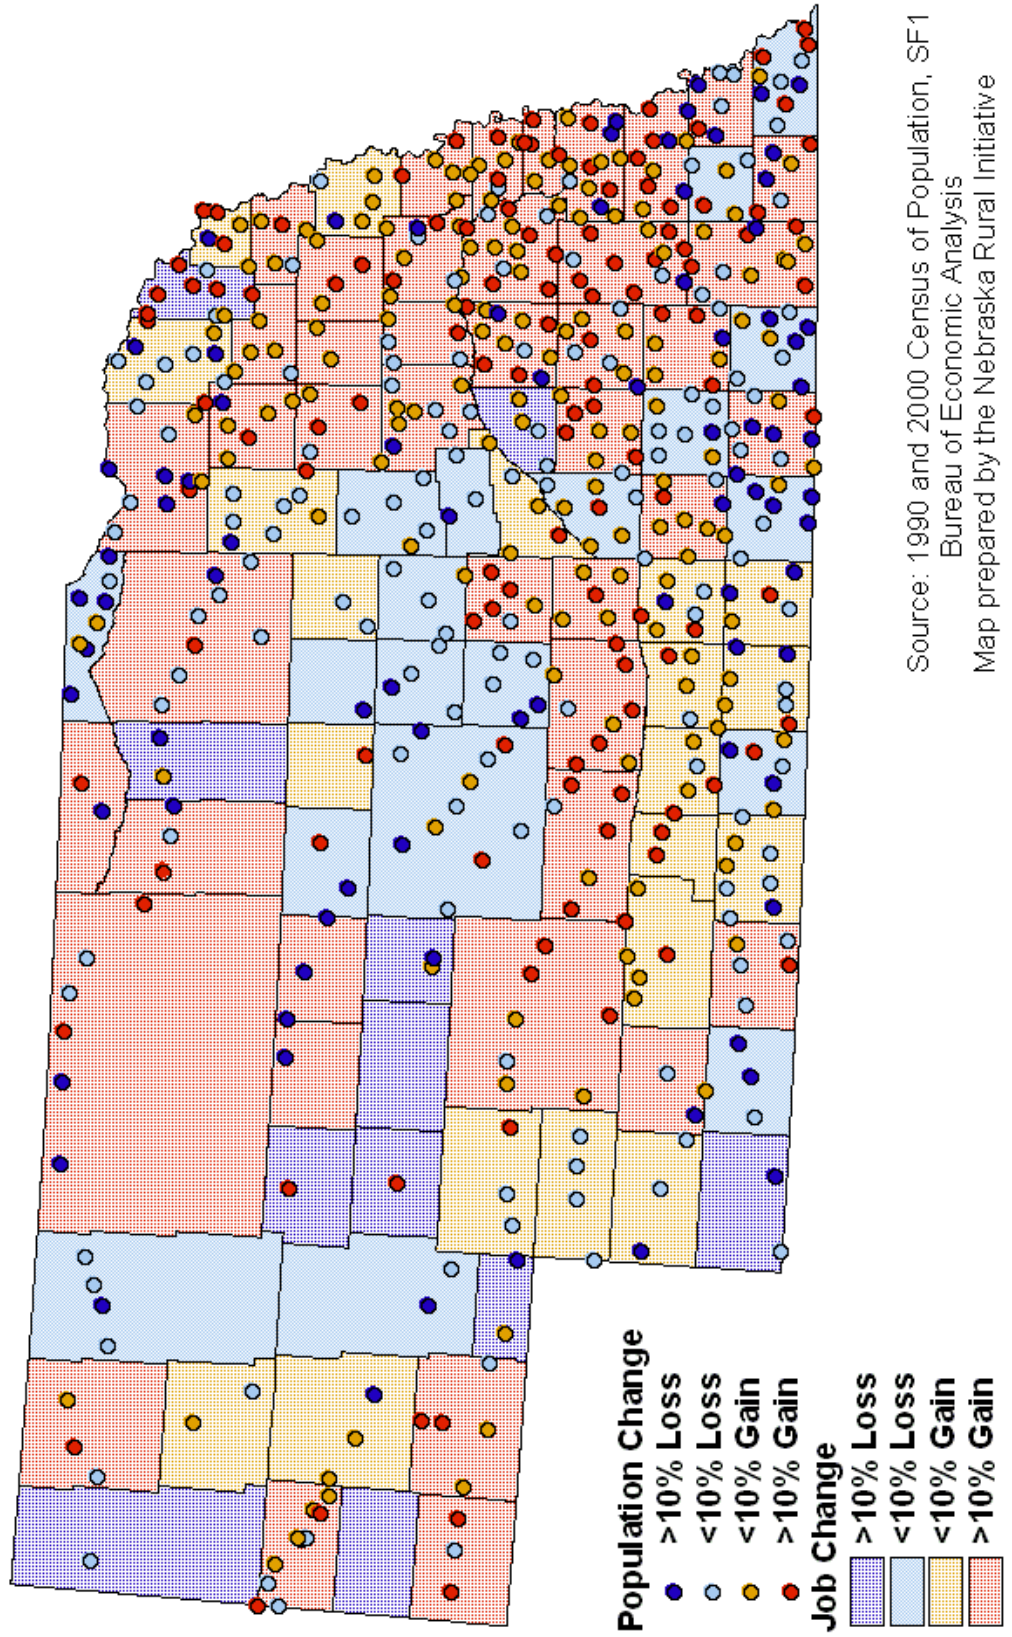 Population Change
>10% Loss
<10% Loss
<10% Gain
>10% Gain
Job Change
>10% Loss
<10% Loss
<10% Gain
>10% Gain
Source: 1990 and 2000 Census of Population, SF1
Bureau of Economic Analysis
Map prepared by the Nebraska Rural Initiative